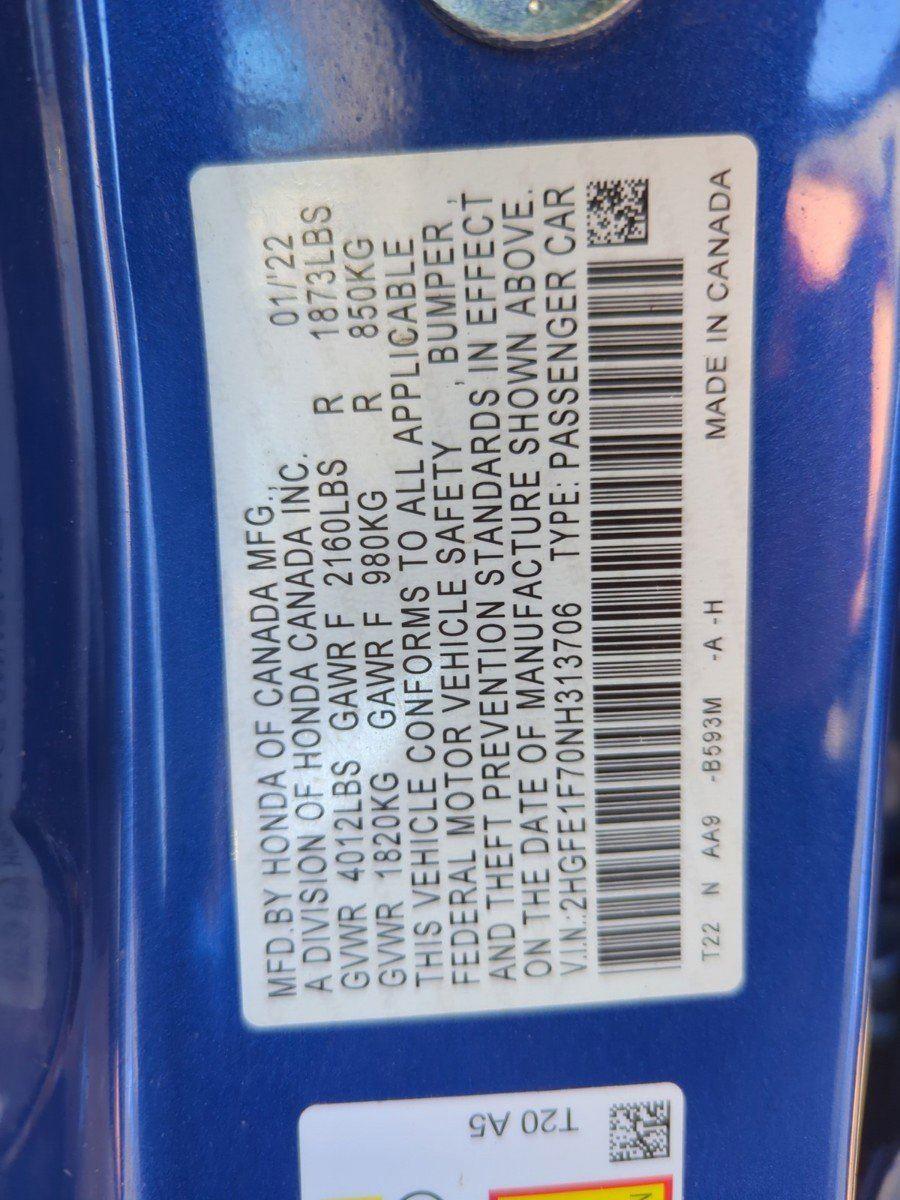 MFD.BY HONDA OF CANADA MFG., 01/'22
A DIVISION OF HONDA CANADA INC.
GVWR 4012LBS GAWR F 2160LBS R 1873LBS
GVWR 1820KG GAWR F 980KG R 850KG
THIS VEHICLE CONFORMS TO ALL APPLICABLE
FEDERAL MOTOR VEHICLE SAFETY , BUMPER ,
AND THEFT PREVENTION STANDARDS IN EFFECT
ON THE DATE OF MANUFACTURE SHOWN ABOVE.
V.I.N.:2HGFE1F70NH313706 TYPE: PASSENGER CAR
T22 N AA9 -B593M -A -H MADE IN CANADA
T20 A5